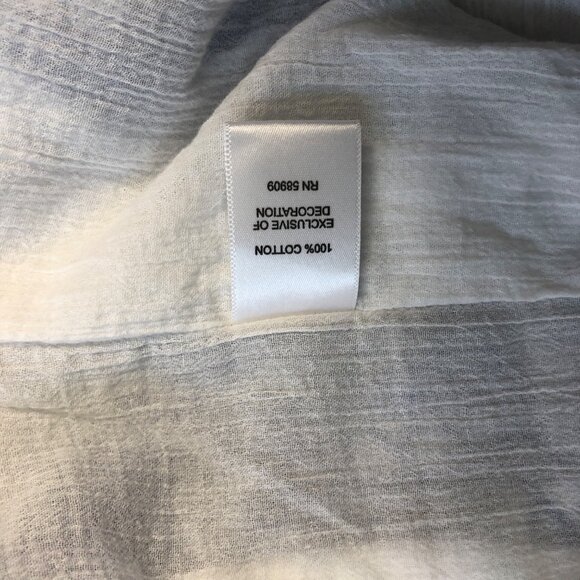 100% COTTON
EXCLUSIVE OF
DECORATION
RN 58909